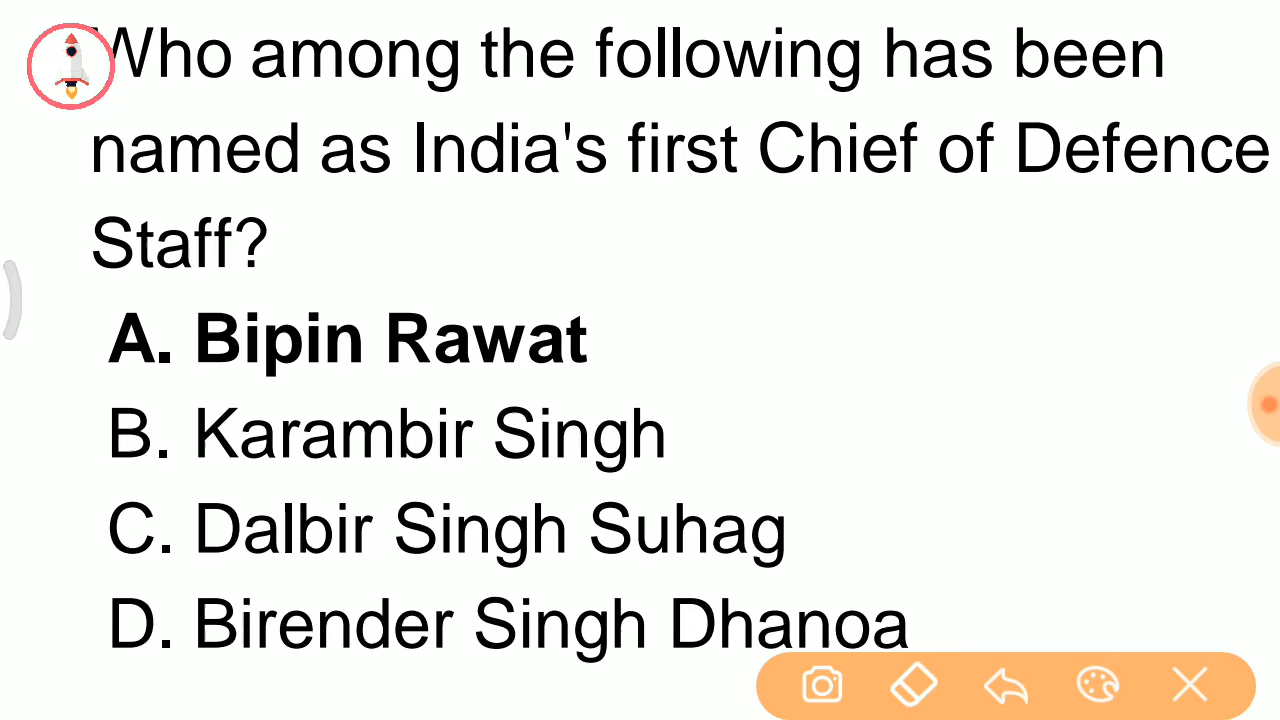 Who among the following has been
named as India's first Chief of Defence
Staff?
A. Bipin Rawat
B. Karambir Singh
C. Dalbir Singh Suhag
D. Birender Singh Dhanoa